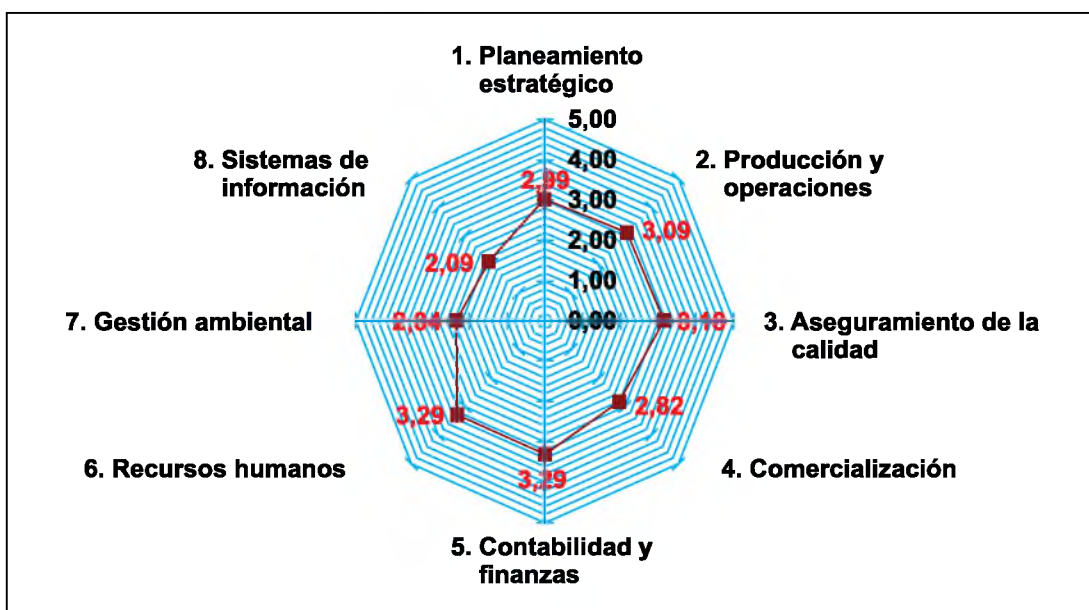 1. Planeamiento
estratégico
5,00
8. Sistemas de
información
4,00
2. Producción y
operaciones
2,99
3,00
3,09
2,00
2,09
1,00
7. Gestión ambiental
0,00
3. Aseguramiento de la
calidad
2,82
3,29
6. Recursos humanos
4. Comercialización
3,29
5. Contabilidad y
finanzas